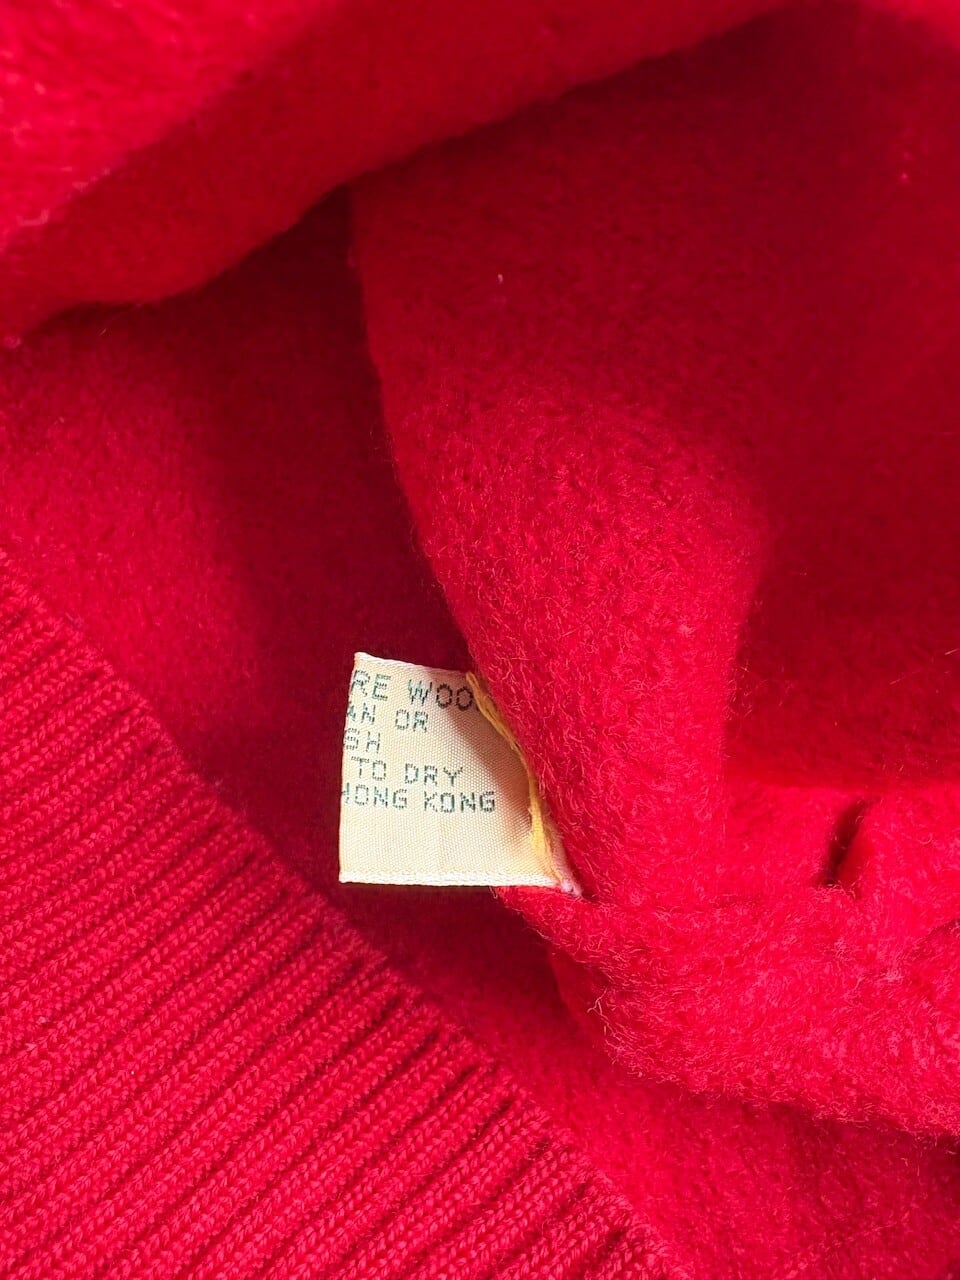 RE WOO
AN OR
SH
TO DRY
HONG KONG